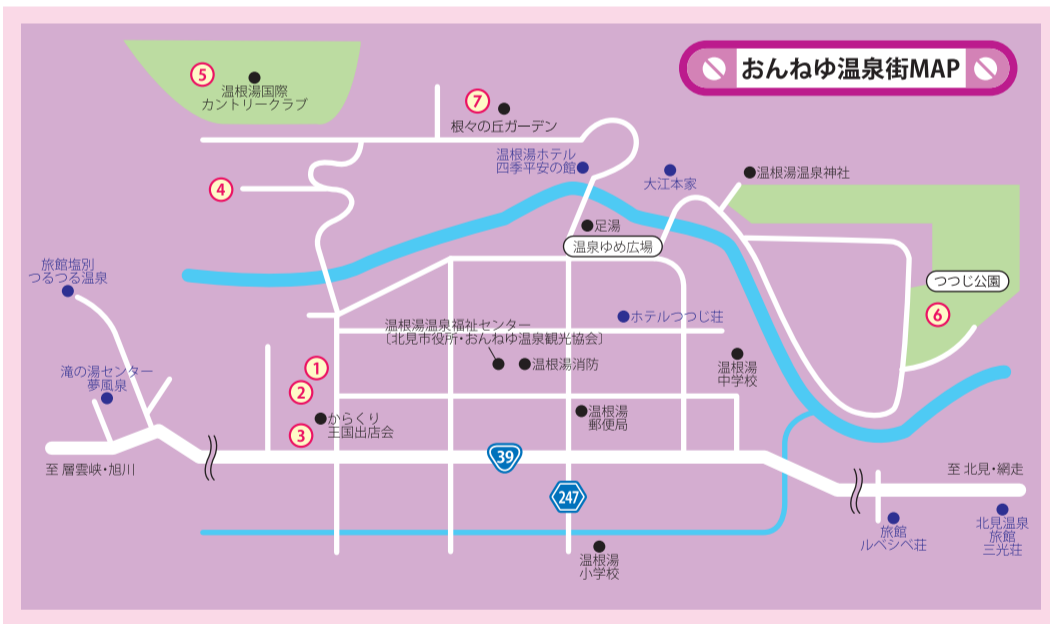 おんねゆ温泉街MAP
⑤
温根湯国際
カントリークラブ
⑦
根々の丘ガーデン
温根湯ホテル
四季平安の館
大江本家
温根湯温泉神社
④
足湯
温泉ゆめ広場
旅館塩別
つるつる温泉
つつじ公園
⑥
ホテルつつじ荘
温根湯温泉福祉センター
〔北見市役所・おんねゆ温泉観光協会〕
温根湯消防
温根湯
中学校
①
滝の湯センター
夢風泉
②
からくり
王国出店会
③
温根湯
郵便局
39
至 層雲峡・旭川
至 北見・網走
247
旅館
ルベシベ荘
北見温泉
旅館
三光荘
温根湯
小学校